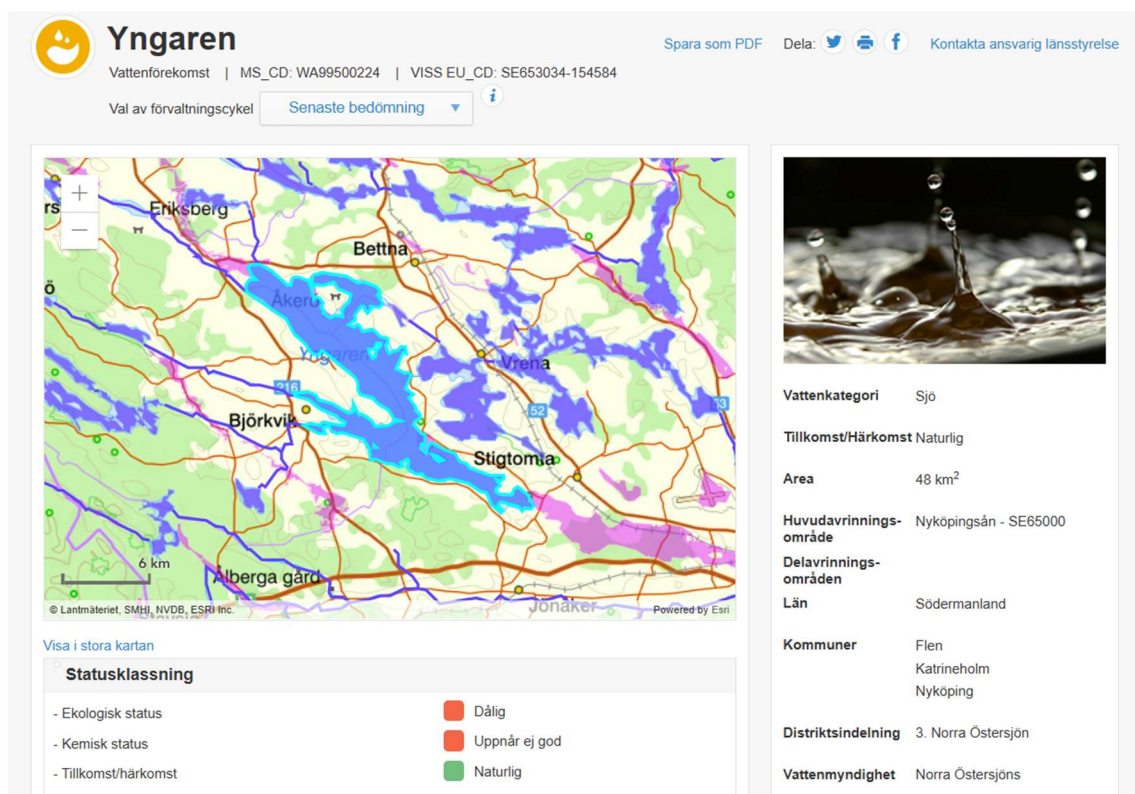 Yngaren
Spara som PDF Dela: Kontakta ansvarig länsstyrelse
Vattenförekomst | MS_CD: WA99500224 | VISS EU_CD: SE653034-154584
Val av förvaltningscykel Senaste bedömning ▼ i
+
−
rs
Eriksberg
Bettna
ö
Åkerö
Yngaren
Vrena
216
52
53
Björkvik
Stigtomta
6 km
Ålberga gård
Jönåker
© Lantmäteriet, SMHI, NVDB, ESRI Inc.
Powered by Esri
Visa i stora kartan
Statusklassning
- Ekologisk status Dålig
- Kemisk status Uppnår ej god
- Tillkomst/härkomst Naturlig
Vattenkategori Sjö
Tillkomst/Härkomst Naturlig
Area 48 km²
Huvudavrinnings- Nyköpingsån - SE65000
område
Delavrinnings-
områden
Län Södermanland
Kommuner Flen
Katrineholm
Nyköping
Distriktsindelning 3. Norra Östersjön
Vattenmyndighet Norra Östersjöns